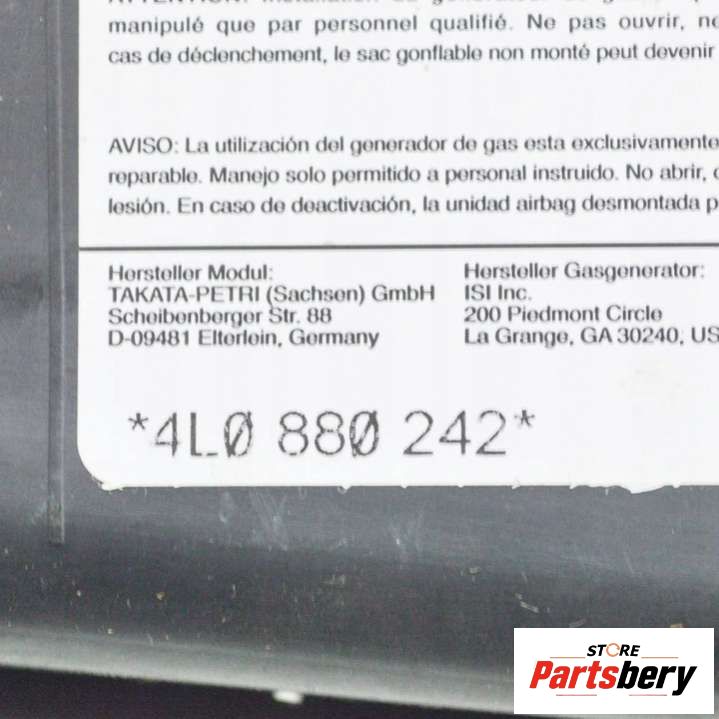 manipulé que par personnel qualifié. Ne pas ouvrir, ne
cas de déclenchement, le sac gonflable non monté peut devenir
AVISO: La utilización del generador de gas esta exclusivamente
reparable. Manejo solo permitido a personal instruido. No abrir,
lesión. En caso de deactivación, la unidad airbag desmontada
Hersteller Modul:
TAKATA-PETRI (Sachsen) GmbH
Scheibenberger Str. 88
D-09481 Elterlein, Germany
Hersteller Gasgenerator:
ISI Inc.
200 Piedmont Circle
La Grange, GA 30240, US
*4L0 880 242*
STORE
Partsbery